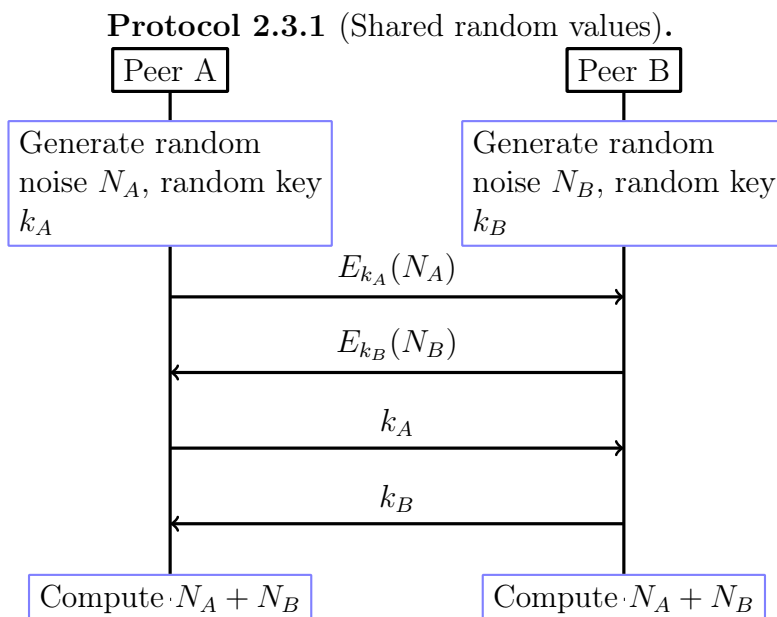 Protocol 2.3.1 (Shared random values).
Peer A
Peer B
Generate random
noise $N_A$, random key
$k_A$
Generate random
noise $N_B$, random key
$k_B$
$E_{k_A}(N_A)$
$E_{k_B}(N_B)$
$k_A$
$k_B$
Compute $N_A + N_B$
Compute $N_A + N_B$